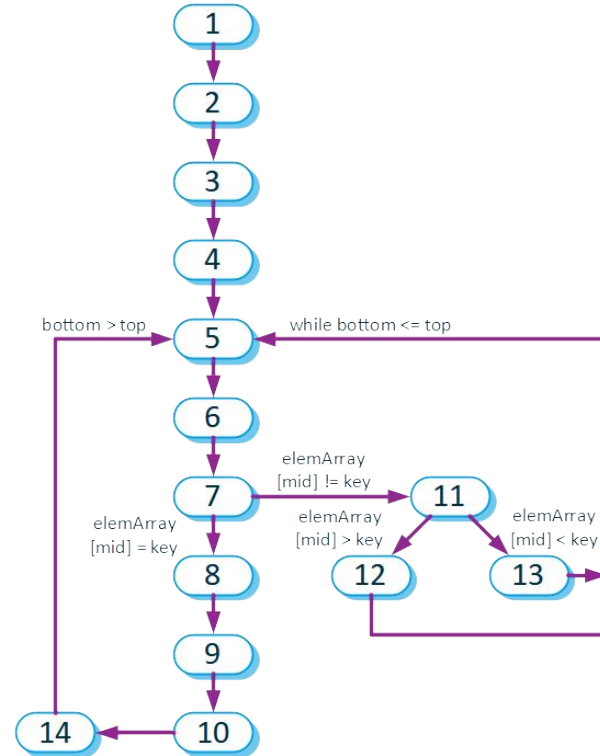 1
2
3
4
bottom > top
5
while bottom <= top
6
elemArray
[mid] != key
7
11
elemArray
[mid] = key
elemArray
[mid] > key
elemArray
[mid] < key
8
12
13
9
14
10